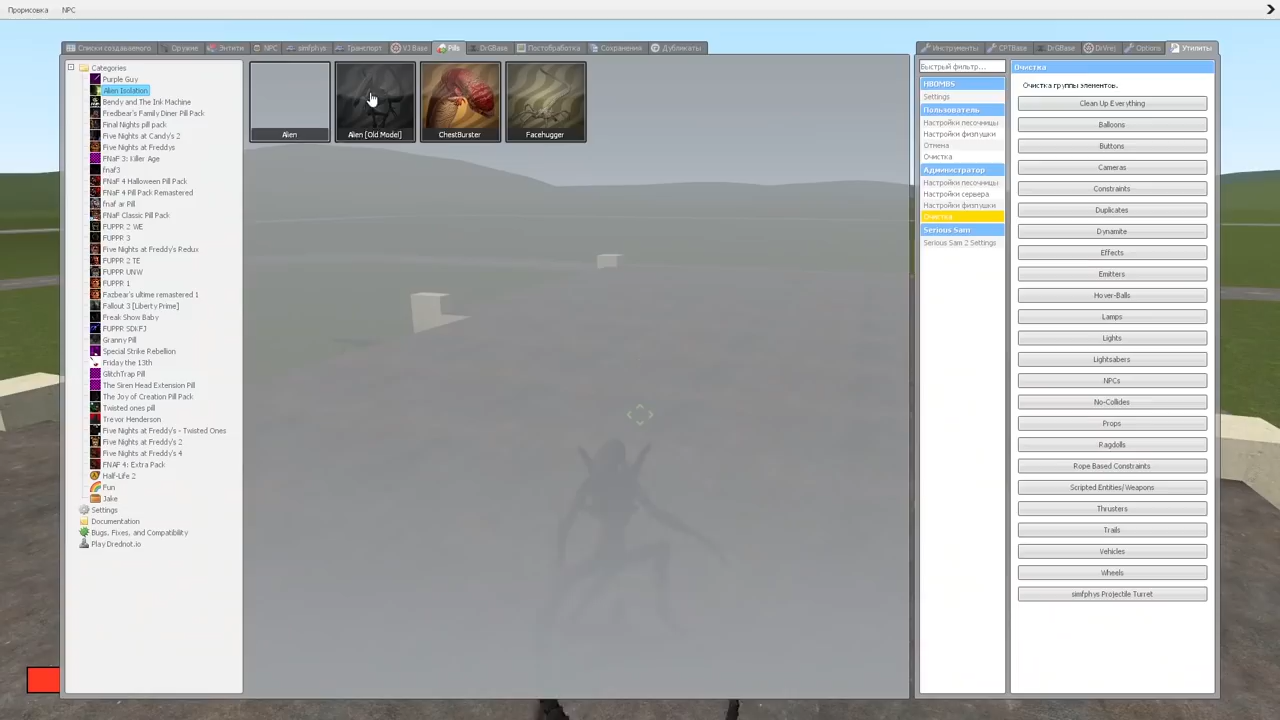 Прорисовка NPC
Списки создаваемого Оружие Энтити NPC simfphys Транспорт VJ Base Pills DrGBase Постобработка Сохранения Дубликаты
Инструменты CPTBase DrGBase DrVrej Options Утилиты
Categories
Purple Guy
Alien Isolation
Bendy and The Ink Machine
Fredbear's Family Diner Pill Pack
Final Nights pill pack
Five Nights at Candy's 2
Five Nights at Freddys
FNaF 3: Killer Age
fnaf3
FNAF 4 Halloween Pill Pack
FNAF 4 Pill Pack Remastered
fnaf ar Pill
FNaF Classic Pill Pack
FUPPR 2 WE
FUPPR 3
Five Nights at Freddy's Redux
FUPPR 2 TE
FUPPR UNW
FUPPR 1
Fazbear's ultime remastered 1
Fallout 3 [Liberty Prime]
Freak Show Baby
FUPPR SDI:FJ
Granny Pill
Special Strike Rebellion
Friday the 13th
GlitchTrap Pill
The Siren Head Extension Pill
The Joy of Creation Pill Pack
Twisted ones pill
Trevor Henderson
Five Nights at Freddy's - Twisted Ones
Five Nights at Freddy's 2
Five Nights at Freddy's 4
FNAF 4: Extra Pack
Half-Life 2
Fun
Jake
Settings
Documentation
Bugs, Fixes, and Compatibility
Play Drednot.io
Alien
Alien [Old Model]
ChestBurster
Facehugger
Быстрый фильтр...
HBOMBS
Settings
Пользователь
Настройки песочницы
Настройки физпушки
Отмена
Очистка
Администратор
Настройки песочницы
Настройки сервера
Настройки физпушки
Очистка
Serious Sam
Serious Sam 2 Settings
Очистка
Очистка группы элементов.
Clean Up Everything
Balloons
Buttons
Cameras
Constraints
Duplicates
Dynamite
Effects
Emitters
Hover-Balls
Lamps
Lights
Lightsabers
NPCs
No-Collides
Props
Ragdolls
Rope Based Constraints
Scripted Entities/Weapons
Thrusters
Trails
Vehicles
Wheels
simfphys Projectile Turret